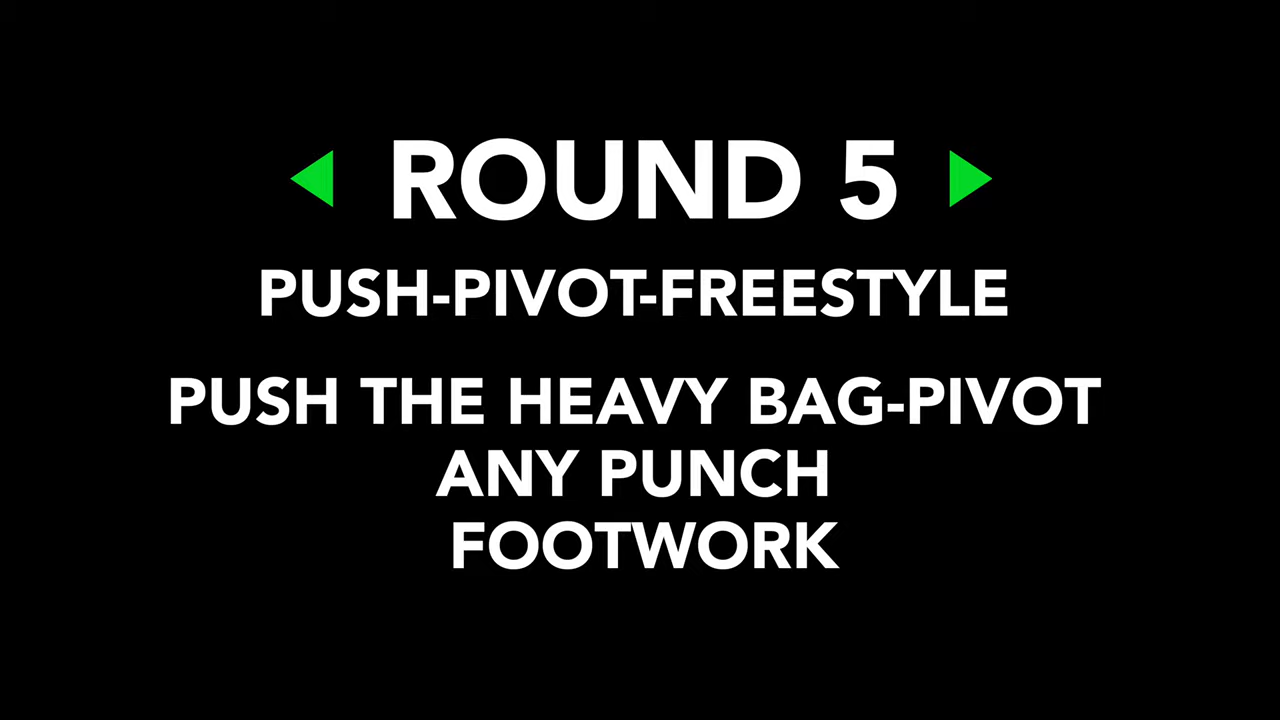 ROUND 5
PUSH-PIVOT-FREESTYLE
PUSH THE HEAVY BAG-PIVOT
ANY PUNCH
FOOTWORK